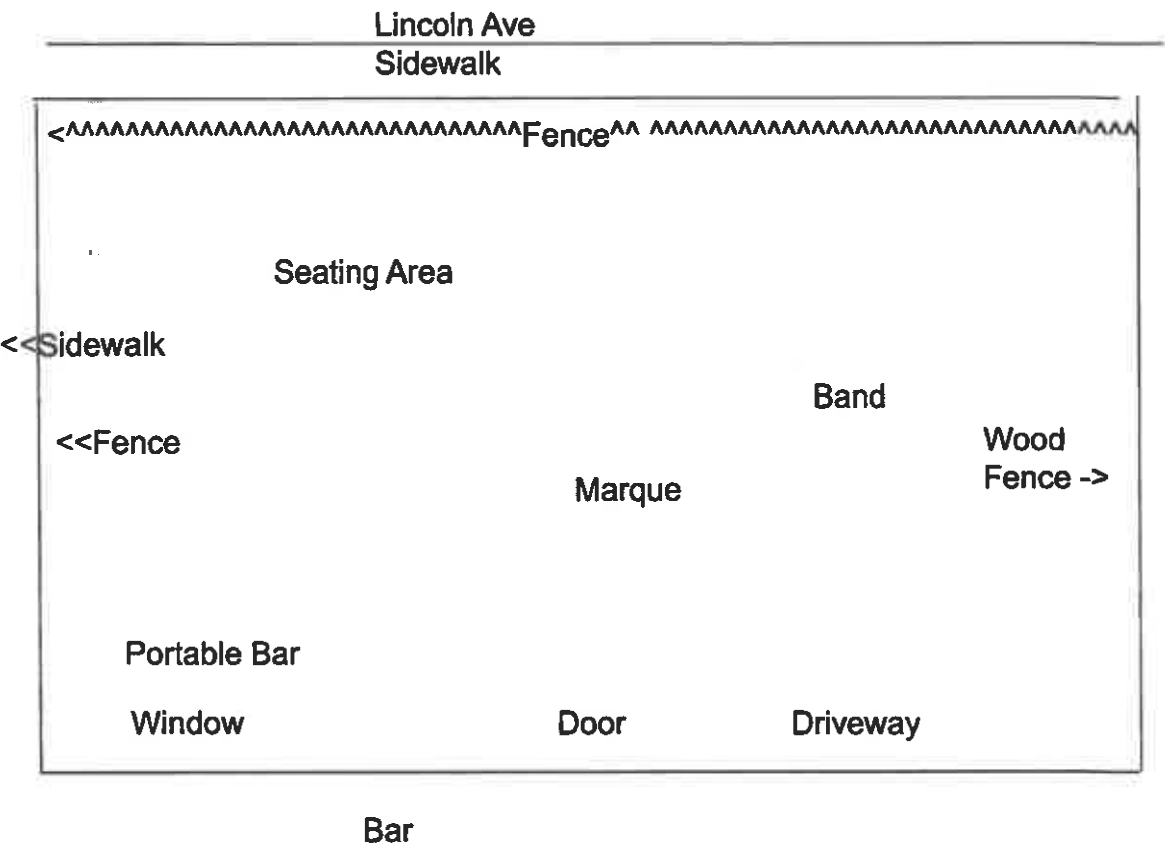 Lincoln Ave
Sidewalk
<^^^^^^^^^^^^^^^^^^^^^^^^^^^^^^^^Fence^^ ^^^^^^^^^^^^^^^^^^^^^^^^^^^^^^^^^
Seating Area
<<Sidewalk
Band
<<Fence
Wood
Fence ->
Marque
Portable Bar
Window Door Driveway
Bar